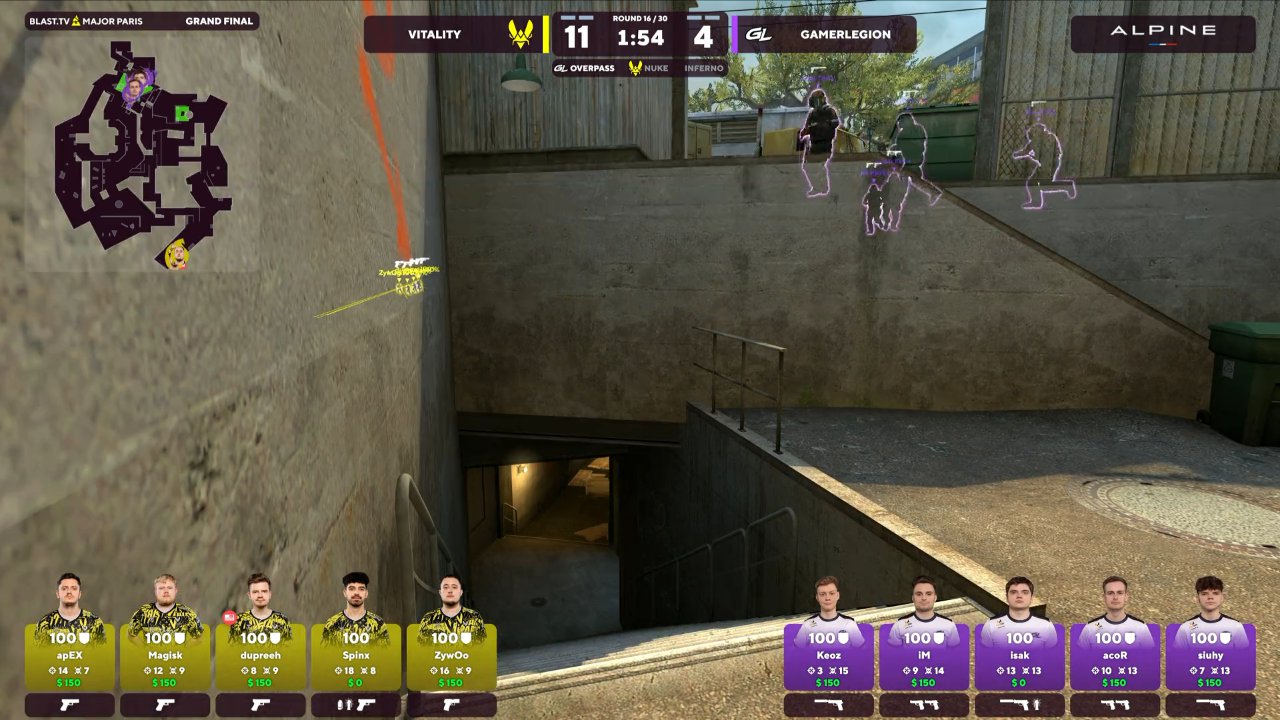 BLAST.TV MAJOR PARIS GRAND FINAL
VITALITY 11 ROUND 16 / 30 1:54 4 GL GAMERLEGION
GL OVERPASS NUKE INFERNO
ALPINE
100 100 100 100 100
apEX Magisk dupreeh Spinx ZywOo
14 7 12 9 8 9 18 8 16 9
$150 $150 $150 $0 $150
100 100 100 100 100
Keoz iM isak acoR siuhy
3 15 9 14 13 13 10 13 7 13
$150 $150 $0 $150 $150